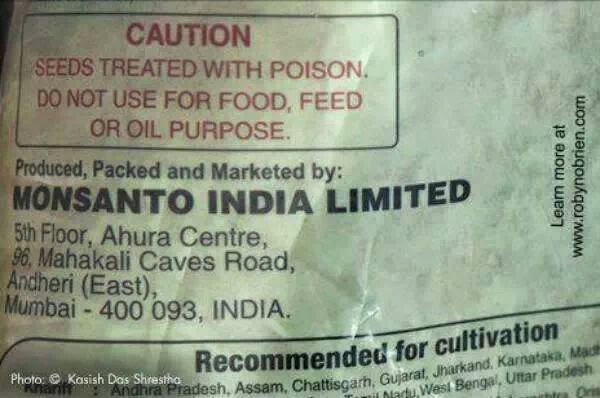 CAUTION
SEEDS TREATED WITH POISON.
DO NOT USE FOR FOOD, FEED
OR OIL PURPOSE.
Produced, Packed and Marketed by:
MONSANTO INDIA LIMITED
5th Floor, Ahura Centre,
96, Mahakali Caves Road,
Andheri (East),
Mumbai - 400 093, INDIA.
Recommended for cultivation
: Andhra Pradesh, Assam, Chattisgarh, Gujarat, Jharkand, Karnataka,
Tamil Nadu, West Bengal, Uttar Pradesh
Photo: © Kasish Das Shrestha
Learn more at
www.robynobrien.com